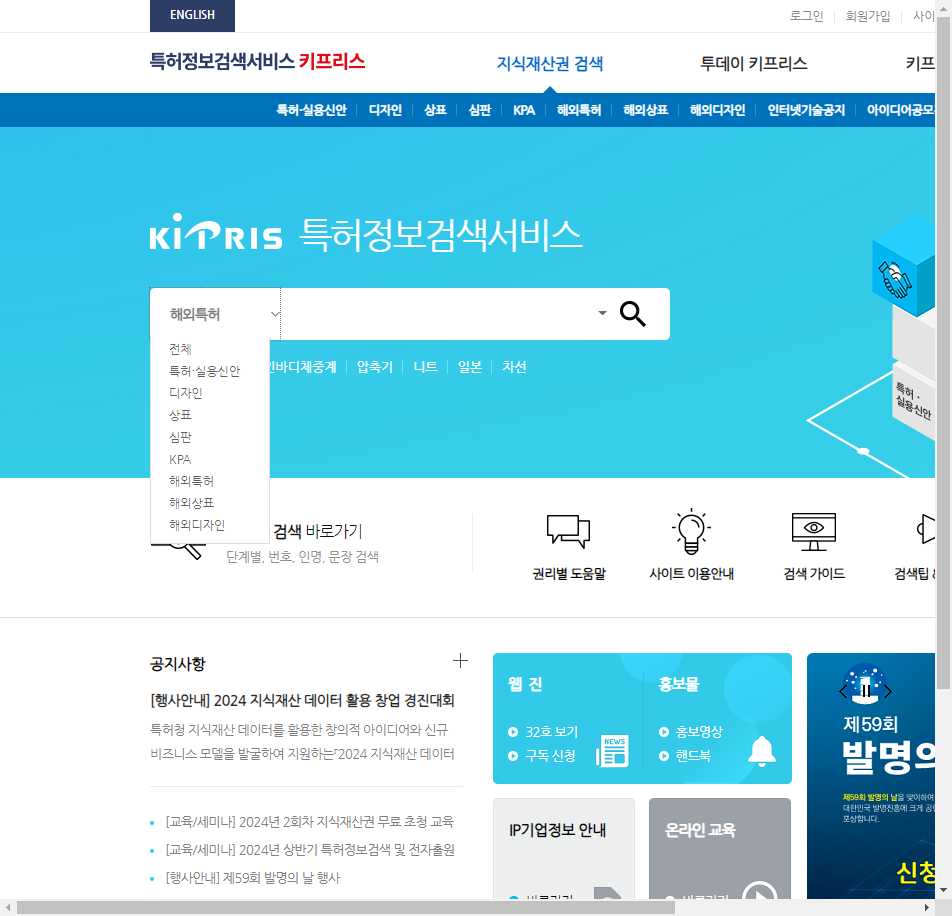 ENGLISH
로그인 회원가입 사이
특허정보검색서비스 키프리스
지식재산권 검색 투데이 키프리스 키프
특허·실용신안 디자인 상표 심판 KPA 해외특허 해외상표 해외디자인 인터넷기술공지 아이디어공모
KIPRIS 특허정보검색서비스
해외특허
전체
특허·실용신안
디자인
상표
심판
KPA
해외특허
해외상표
해외디자인
인바디체중계 압축기 니트 일본 차선
특허 ·
실용신안
검색 바로가기
단계별, 번호, 인명, 문장 검색
권리별 도움말 사이트 이용안내 검색 가이드 검색팁
공지사항
[행사안내] 2024 지식재산 데이터 활용 창업 경진대회
특허청 지식재산 데이터를 활용한 창의적 아이디어와 신규
비즈니스 모델을 발굴하여 지원하는「2024 지식재산 데이터
[교육/세미나] 2024년 2회차 지식재산권 무료 초청 교육
[교육/세미나] 2024년 상반기 특허정보검색 및 전자출원
[행사안내] 제59회 발명의 날 행사
웹 진
32호 보기
구독 신청
NEWS
홍보물
홍보영상
핸드북
IP기업정보 안내
바로가기
온라인 교육
바로가기
제59회
발명의
제59회 발명의 날을 맞이하여
대한민국 발명진흥에 크게 공
포상합니다.
신청